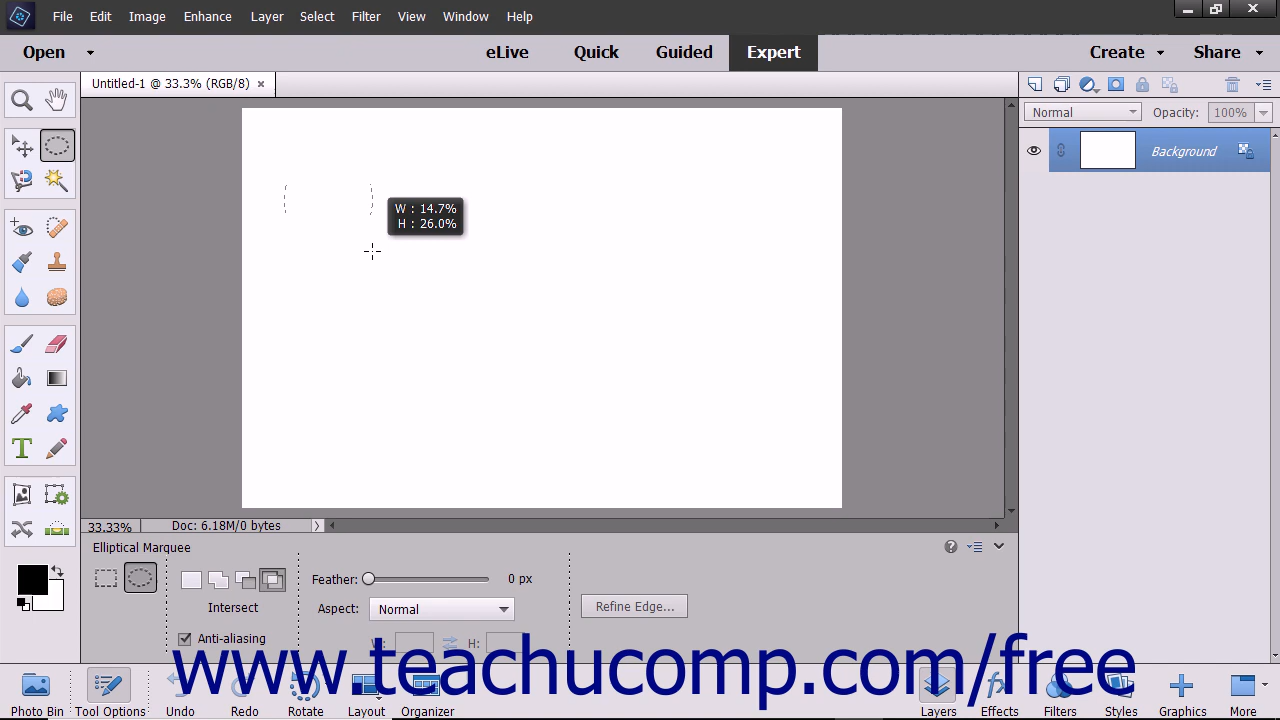 File Edit Image Enhance Layer Select Filter View Window Help
Open eLive Quick Guided Expert Create Share
Untitled-1 @ 33.3% (RGB/8) ×
Normal Opacity: 100%
Background
W : 14.7%
H : 26.0%
33.33% Doc: 6.18M/0 bytes
Elliptical Marquee
Feather: 0 px
Intersect Aspect: Normal Refine Edge...
Anti-aliasing W: H:
www.teachucomp.com/free
Photo Bin Tool Options Undo Redo Rotate Layout Organizer Layers Effects Filters Styles Graphics More